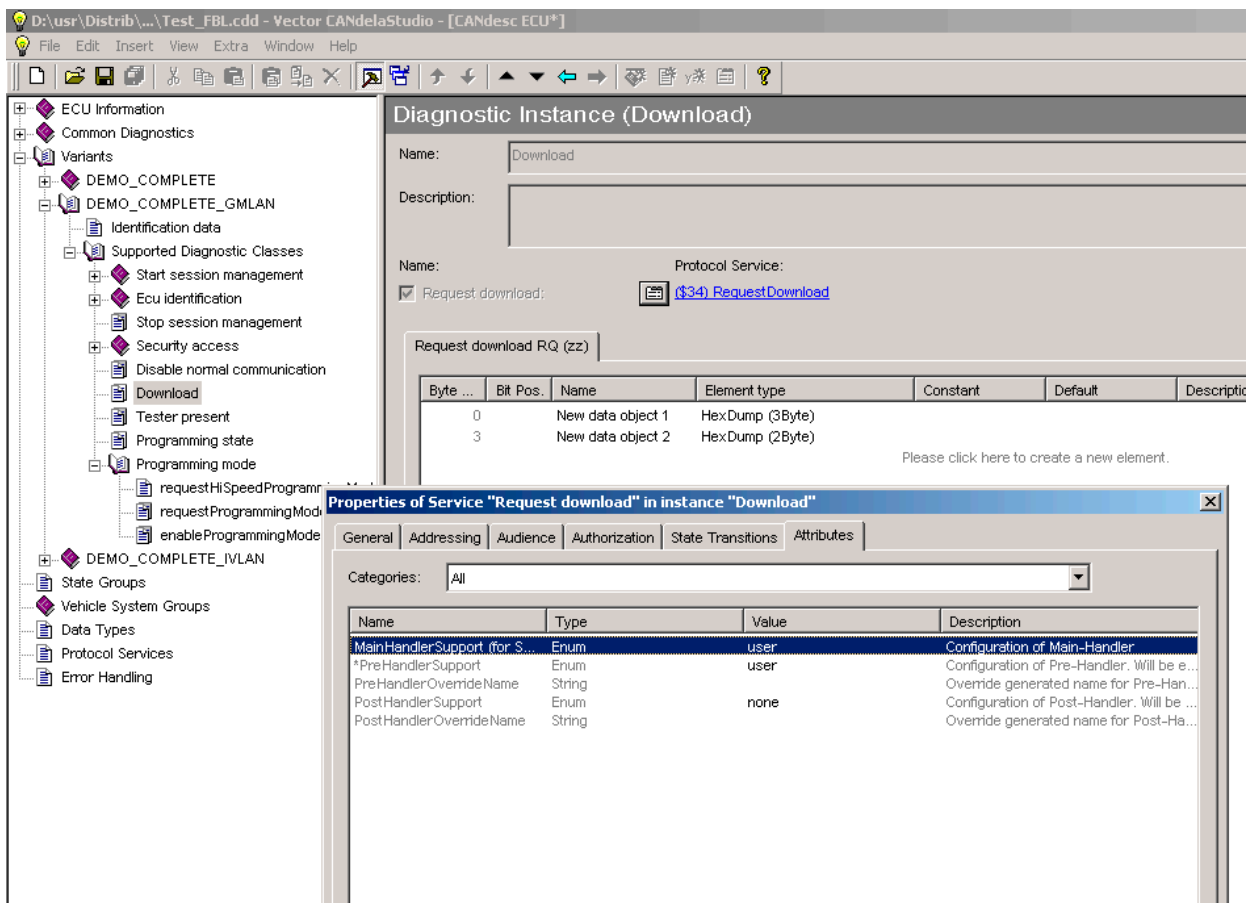 D:\usr\Distrib\...\Test_FBL.cdd - Vector CANdelaStudio - [CANdesc ECU*]
File Edit Insert View Extra Window Help
ECU Information
Common Diagnostics
Variants
DEMO_COMPLETE
DEMO_COMPLETE_GMLAN
Identification data
Supported Diagnostic Classes
Start session management
Ecu identification
Stop session management
Security access
Disable normal communication
Download
Tester present
Programming state
Programming mode
requestHiSpeedProgramm
requestProgrammingMod
enableProgrammingMode
DEMO_COMPLETE_IVLAN
State Groups
Vehicle System Groups
Data Types
Protocol Services
Error Handling
Diagnostic Instance (Download)
Name: Download
Description:
Name: Protocol Service:
Request download: ($34) RequestDownload
Request download RQ (zz)
Byte ... Bit Pos. Name Element type Constant Default Descriptio
0 New data object 1 HexDump (3Byte)
3 New data object 2 HexDump (2Byte)
Please click here to create a new element.
Properties of Service "Request download" in instance "Download"
General Addressing Audience Authorization State Transitions Attributes
Categories: All
Name Type Value Description
MainHandlerSupport (for S... Enum user Configuration of Main-Handler
*PreHandlerSupport Enum user Configuration of Pre-Handler. Will be e...
PreHandlerOverrideName String Override generated name for Pre-Han...
PostHandlerSupport Enum none Configuration of Post-Handler. Will be ...
PostHandlerOverrideName String Override generated name for Post-Ha...